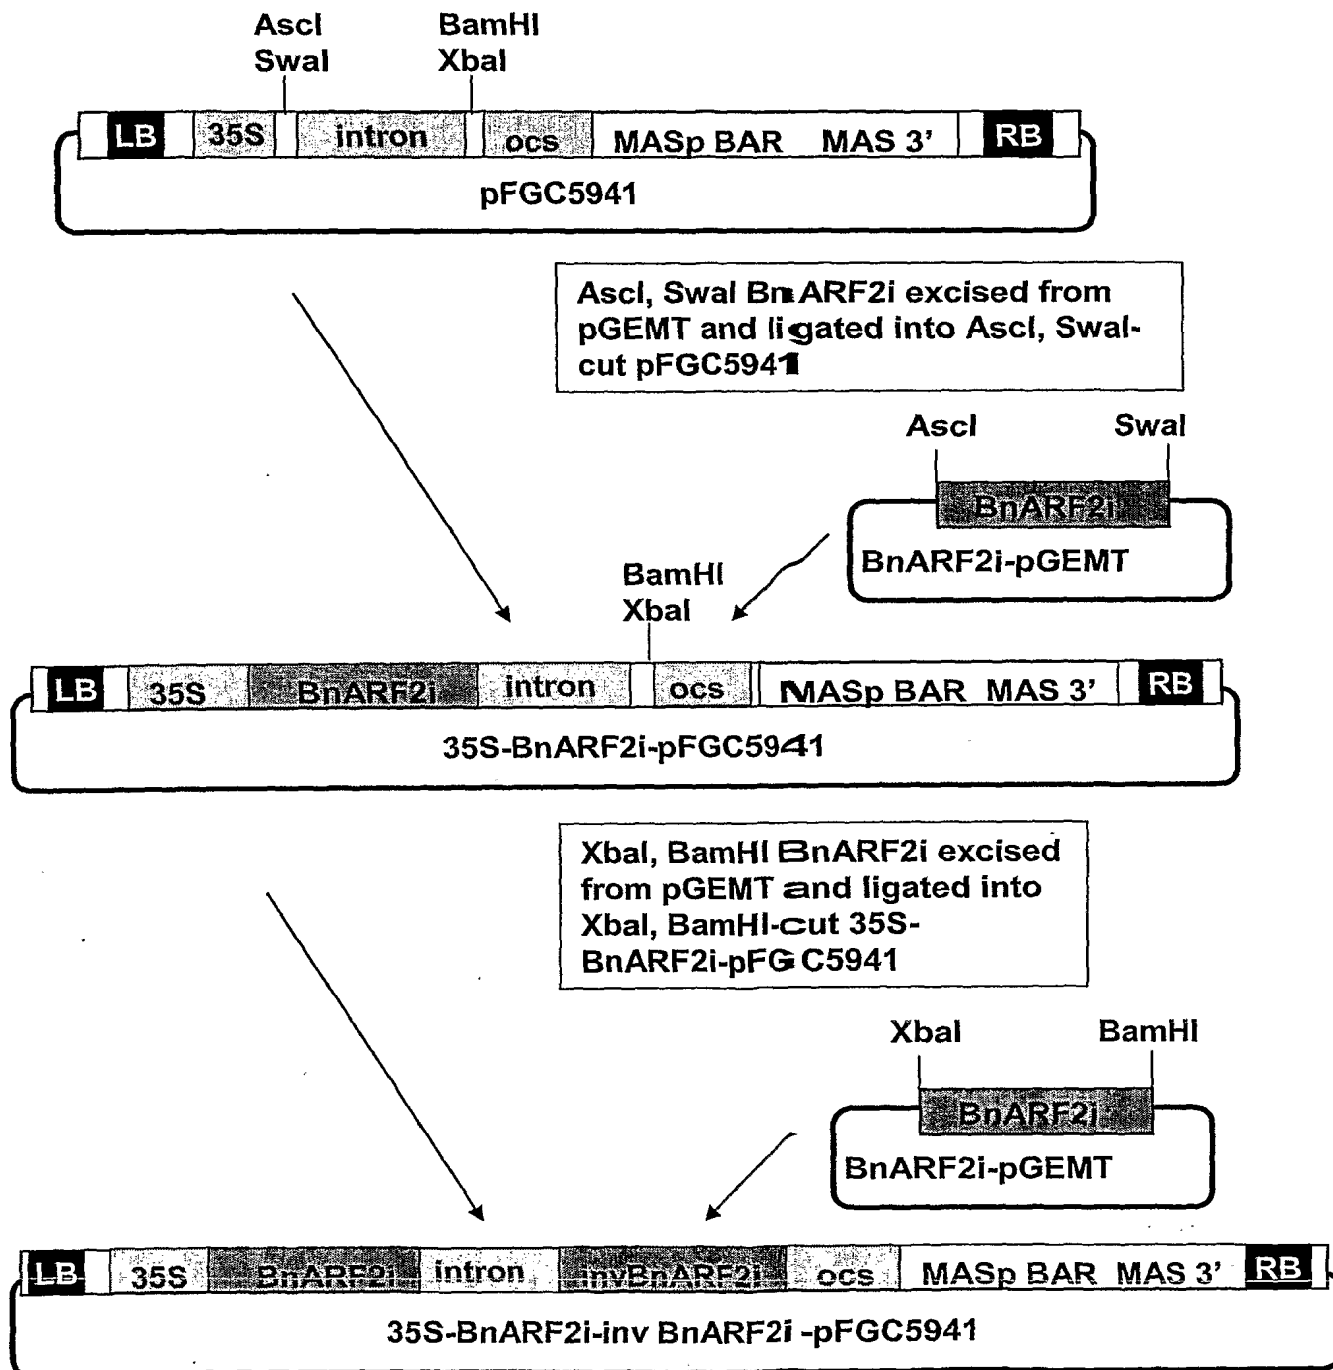 AscI BamHI
SwaI XbaI
LB 35S intron ocs MASp BAR MAS 3' RB
pFGC5941
AscI, SwaI BnARF2i excised from
pGEMT and ligated into AscI, SwaI-
cut pFGC5941
AscI SwaI
BnARF2i
BnARF2i-pGEMT
BamHI
XbaI
LB 35S BnARF2i intron ocs MASp BAR MAS 3' RB
35S-BnARF2i-pFGC5941
XbaI, BamHI BnARF2i excised
from pGEMT and ligated into
XbaI, BamHI-cut 35S-
BnARF2i-pFGC5941
XbaI BamHI
BnARF2i
BnARF2i-pGEMT
LB 35S BnARF2i intron invBnARF2i ocs MASp BAR MAS 3' RB
35S-BnARF2i-inv BnARF2i -pFGC5941